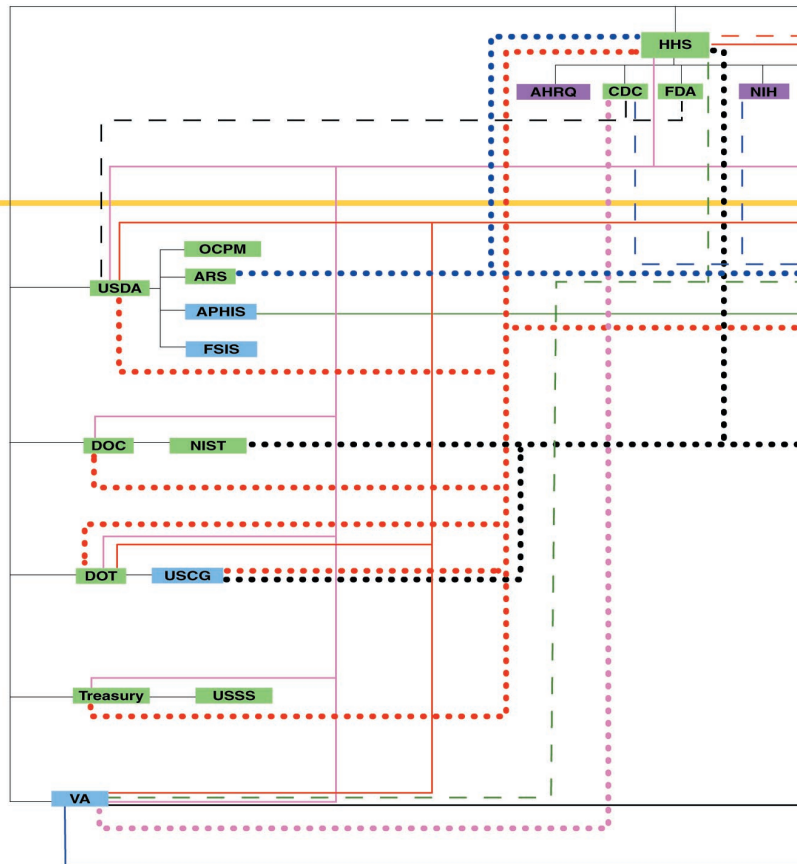 HHS
AHRQ
CDC
FDA
NIH
OCPM
ARS
USDA
APHIS
FSIS
DOC
NIST
DOT
USCG
Treasury
USSS
VA